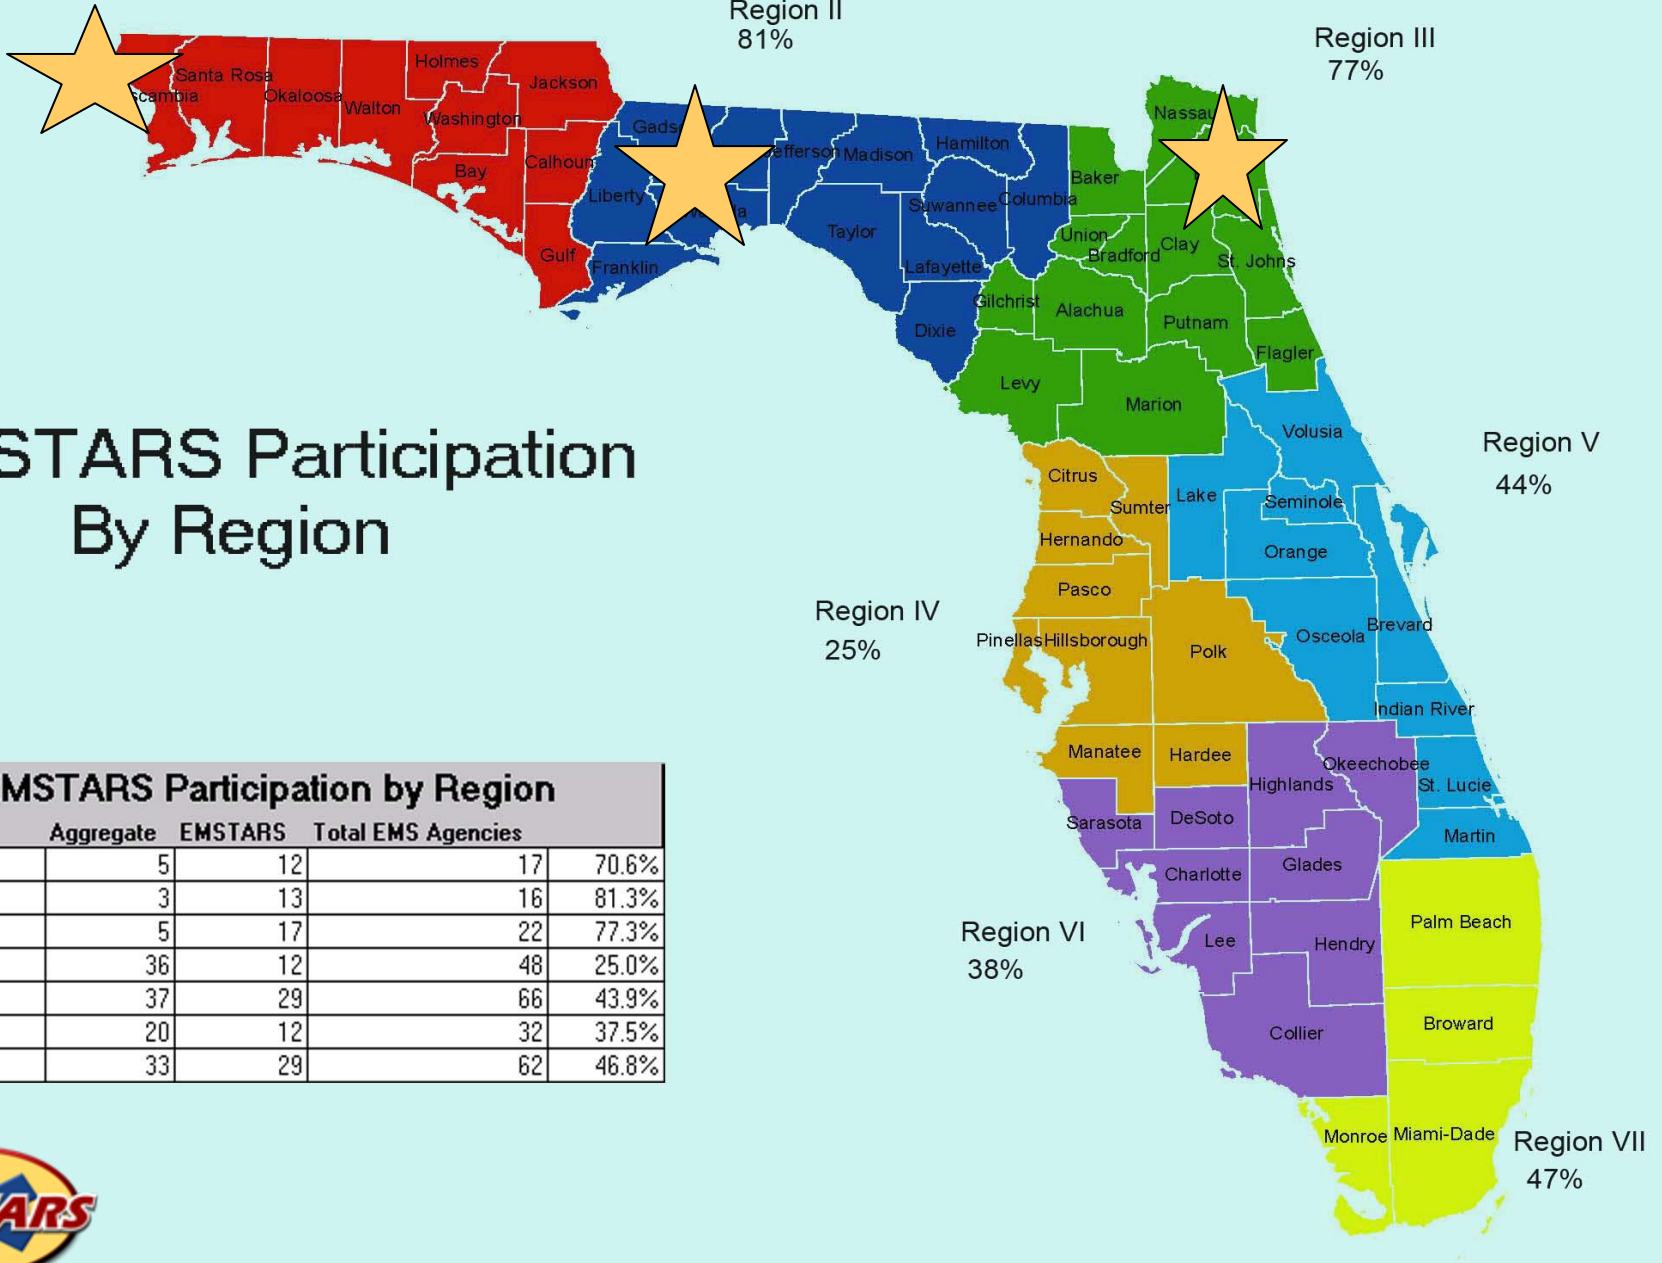 Region II
81%
Region III
77%
Holmes
Santa Rosa
Jackson
scambia
Okaloosa
Walton
Washington
Nassau
Gads
Jefferson
Madison
Hamilton
Calhoun
Bay
Baker
Liberty
Suwannee
Columbia
Taylor
Union
Bradford
Clay
St. Johns
Gulf
Franklin
Lafayette
Gilchrist
Alachua
Putnam
Dixie
Flagler
Levy
Marion
STARS Participation
By Region
Volusia
Region V
44%
Citrus
Sumter
Lake
Seminole
Hernando
Orange
Pasco
Region IV
25%
Pinellas
Hillsborough
Polk
Osceola
Brevard
Indian River
Manatee
Hardee
Highlands
Okeechobee
St. Lucie
Sarasota
DeSoto
Martin
Charlotte
Glades
Region VI
38%
Lee
Hendry
Palm Beach
Collier
Broward
Monroe
Miami-Dade
Region VII
47%
MSTARS Participation by Region
Aggregate EMSTARS Total EMS Agencies
5 12 17 70.6%
3 13 16 81.3%
5 17 22 77.3%
36 12 48 25.0%
37 29 66 43.9%
20 12 32 37.5%
33 29 62 46.8%
ARS